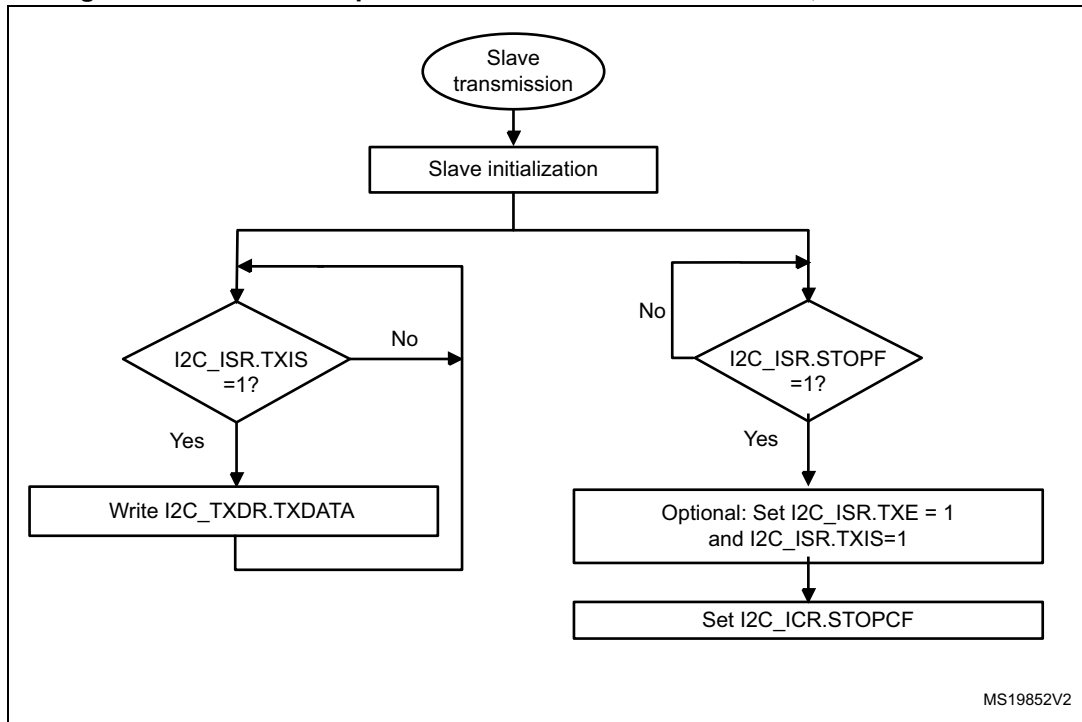 Slave
transmission
Slave initialization
No
No
I2C_ISR.TXIS
=1?
I2C_ISR.STOPF
=1?
Yes
Yes
Write I2C_TXDR.TXDATA
Optional: Set I2C_ISR.TXE = 1
and I2C_ISR.TXIS=1
Set I2C_ICR.STOPCF
MS19852V2